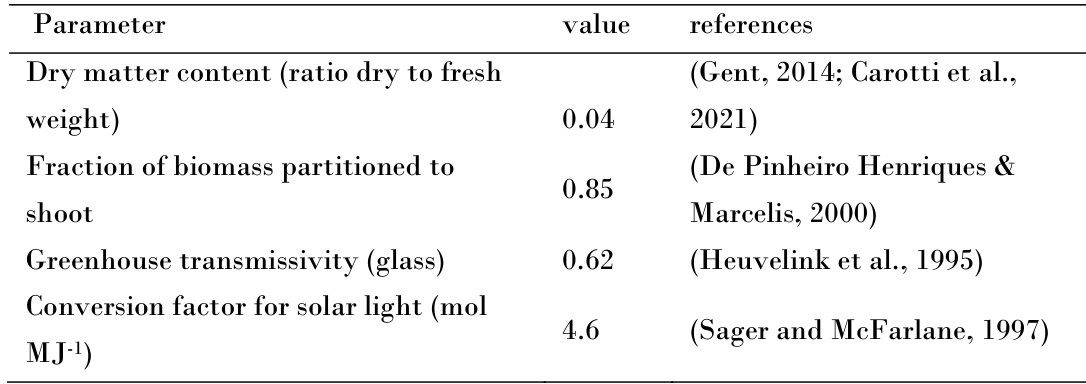 Parameter value references
Dry matter content (ratio dry to fresh (Gent, 2014; Carotti et al.,
weight) 0.04 2021)
Fraction of biomass partitioned to (De Pinheiro Henriques &
0.85
shoot Marcelis, 2000)
Greenhouse transmissivity (glass) 0.62 (Heuvelink et al., 1995)
Conversion factor for solar light (mol
4.6 (Sager and McFarlane, 1997)
MJ-1)